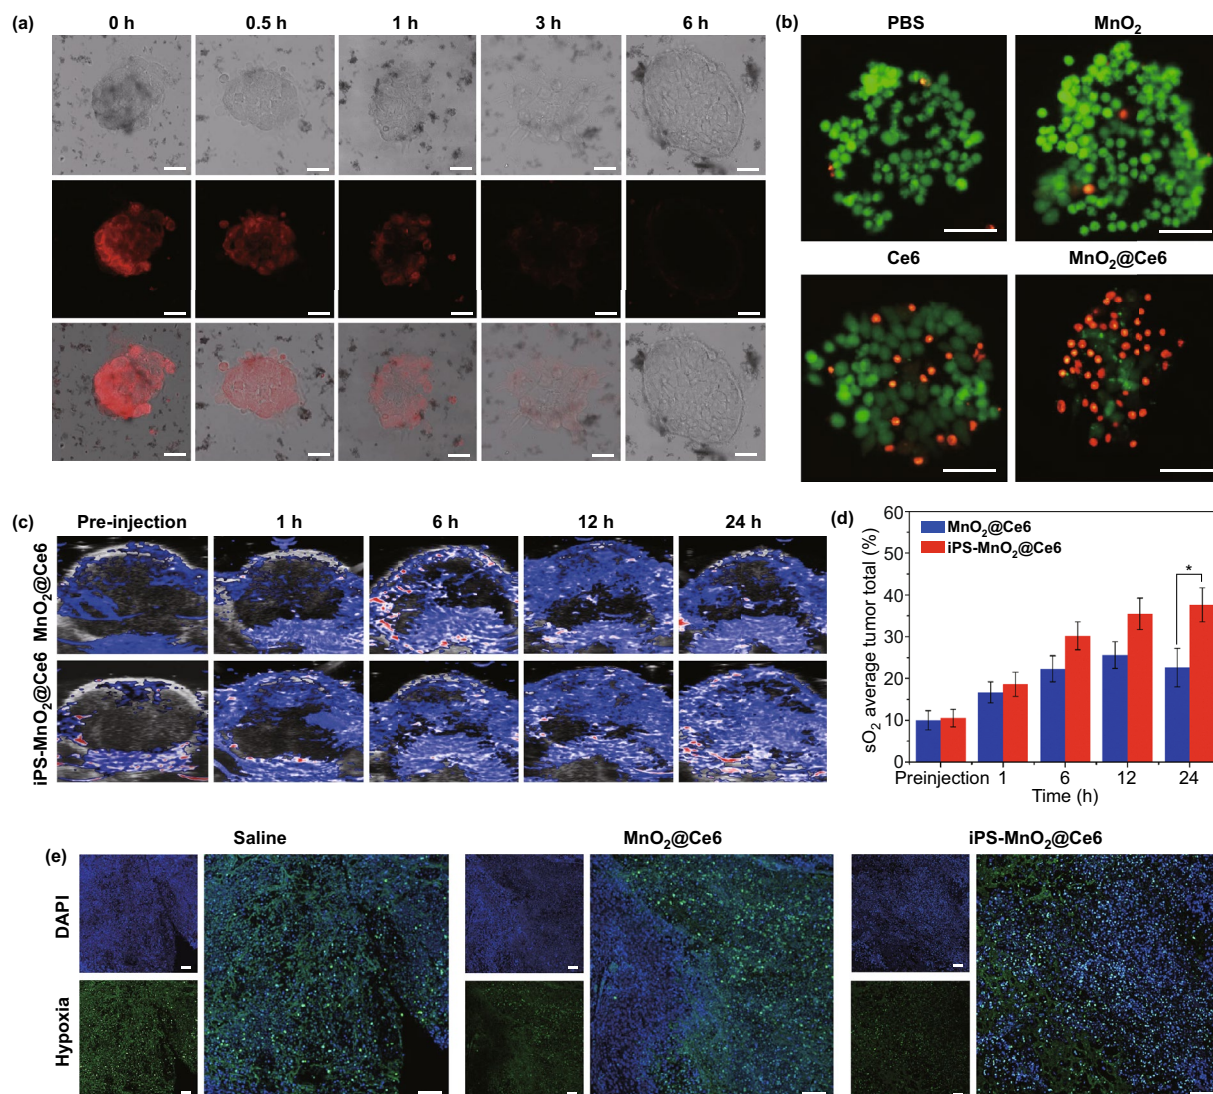 (a)
0 h 0.5 h 1 h 3 h 6 h
(b)
PBS MnO₂
Ce6 MnO₂@Ce6
(c)
Pre-injection 1 h 6 h 12 h 24 h
MnO₂@Ce6
iPS-MnO₂@Ce6
(d)
MnO₂@Ce6
iPS-MnO₂@Ce6
*
sO₂ average tumor total (%)
60
50
40
30
20
10
0
Preinjection 1 6 12 24
Time (h)
(e)
Saline MnO₂@Ce6 iPS-MnO₂@Ce6
DAPI
Hypoxia